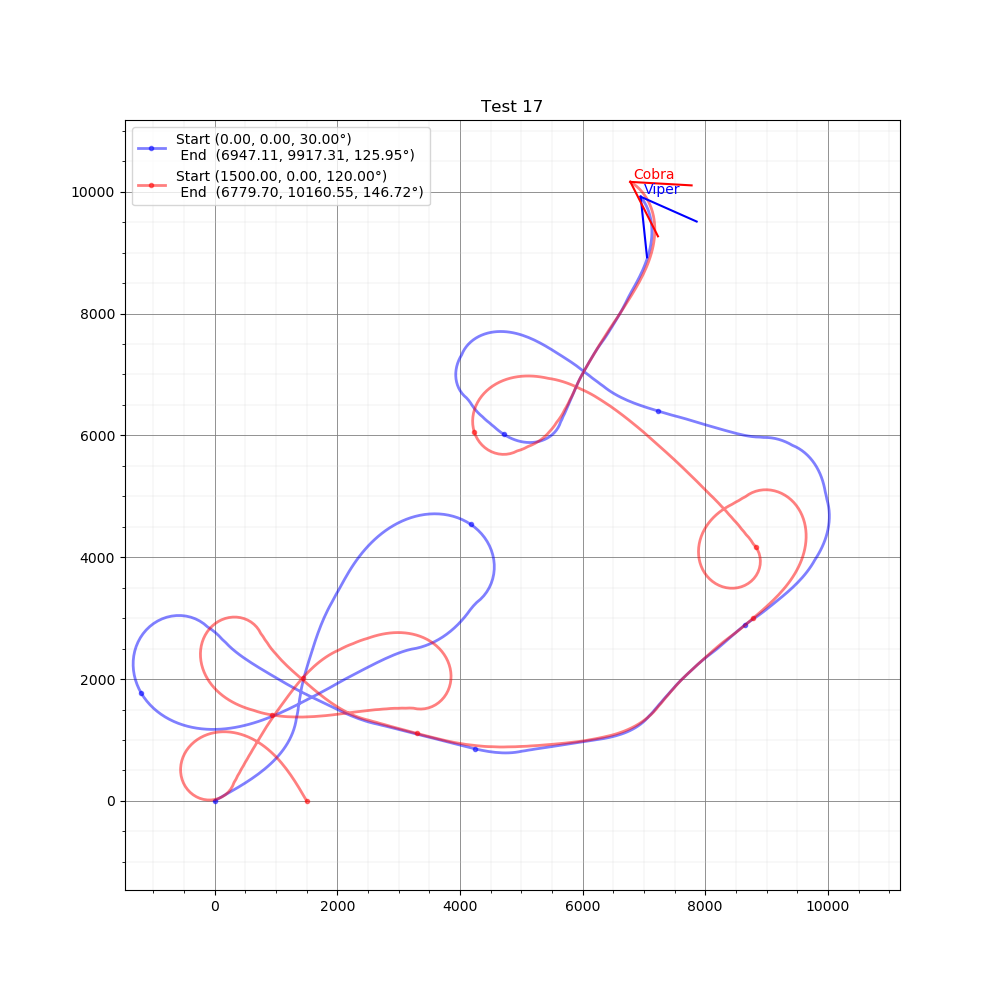 Test 17
Start (0.00, 0.00, 30.00°)
End  (6947.11, 9917.31, 125.95°)
Start (1500.00, 0.00, 120.00°)
End  (6779.70, 10160.55, 146.72°)
Cobra
Viper
10000
8000
6000
4000
2000
0
0 2000 4000 6000 8000 10000